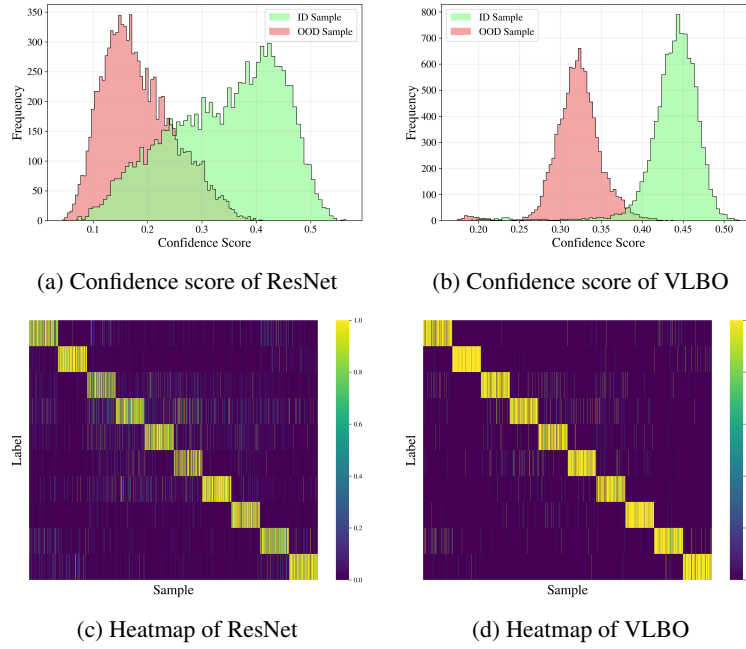 350
300
250
200
150
100
50
0
Frequency
ID Sample
OOD Sample
0.1 0.2 0.3 0.4 0.5
Confidence Score
800
700
600
500
400
300
200
100
0
Frequency
ID Sample
OOD Sample
0.20 0.25 0.30 0.35 0.40 0.45 0.50
Confidence Score
(a) Confidence score of ResNet
(b) Confidence score of VLBO
Label
Sample
1.0
0.8
0.6
0.4
0.2
0.0
Label
Sample
(c) Heatmap of ResNet
(d) Heatmap of VLBO